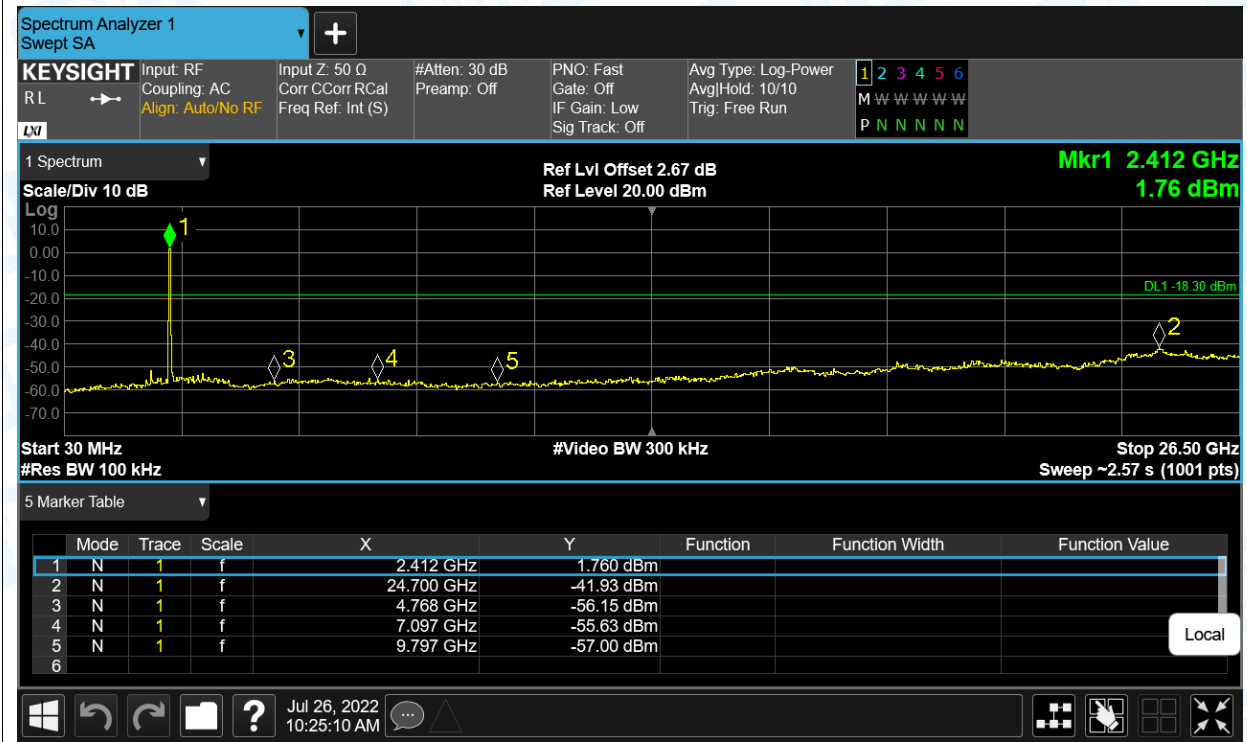 Spectrum Analyzer 1
Swept SA
+
KEYSIGHT
R L
LXI
Input: RF
Coupling: AC
Align: Auto/No RF
Input Z: 50 Ω
Corr CCorr RCal
Freq Ref: Int (S)
#Atten: 30 dB
Preamp: Off
PNO: Fast
Gate: Off
IF Gain: Low
Sig Track: Off
Avg Type: Log-Power
Avg|Hold: 10/10
Trig: Free Run
1 2 3 4 5 6
M W W W W W
P N N N N N N
1 Spectrum
Scale/Div 10 dB
Ref Lvl Offset 2.67 dB
Ref Level 20.00 dBm
Mkr1 2.412 GHz
1.76 dBm
Log
10.0
0.00
-10.0
-20.0
-30.0
-40.0
-50.0
-60.0
-70.0
1
DL1 -18.30 dBm
2
3
4
5
Start 30 MHz
#Video BW 300 kHz
Stop 26.50 GHz
#Res BW 100 kHz
Sweep ~2.57 s (1001 pts)
5 Marker Table
Mode Trace Scale X Y Function Function Width Function Value
1 N 1 f 2.412 GHz 1.760 dBm
2 N 1 f 24.700 GHz -41.93 dBm
3 N 1 f 4.768 GHz -56.15 dBm
4 N 1 f 7.097 GHz -55.63 dBm
5 N 1 f 9.797 GHz -57.00 dBm
6
Local
?
Jul 26, 2022
10:25:10 AM